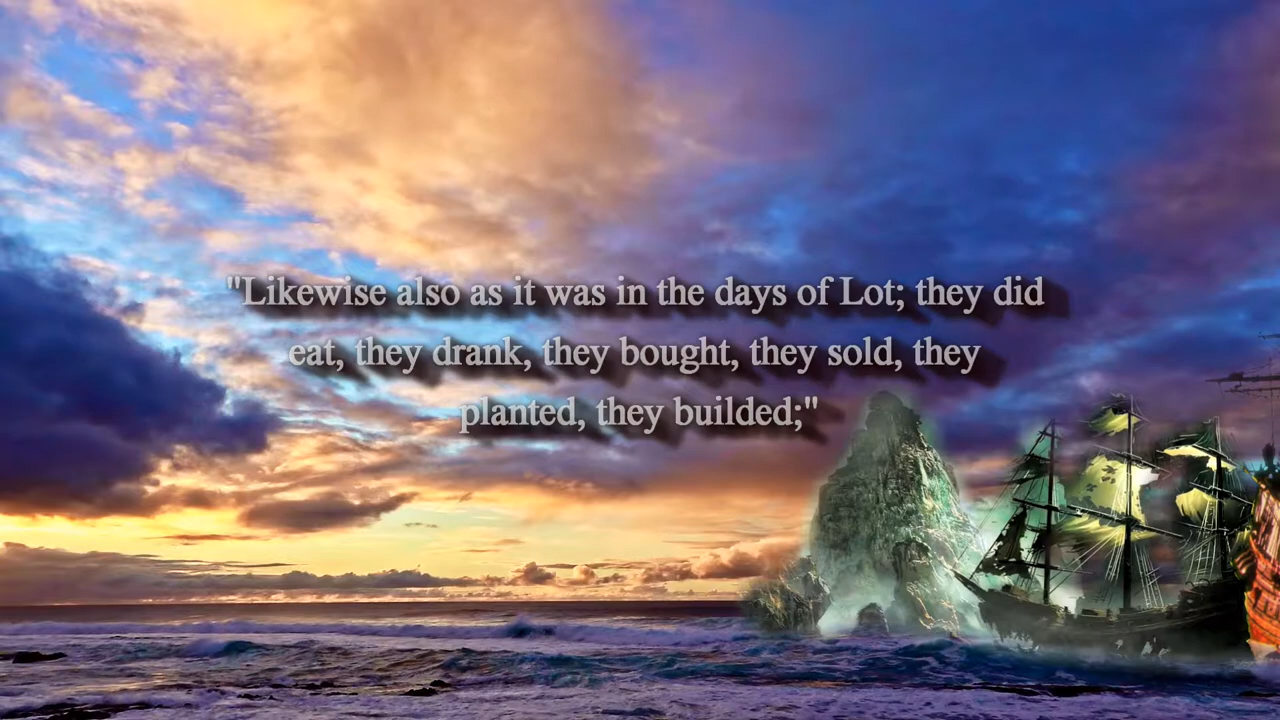 "Likewise also as it was in the days of Lot; they did
eat, they drank, they bought, they sold, they
planted, they builded;"